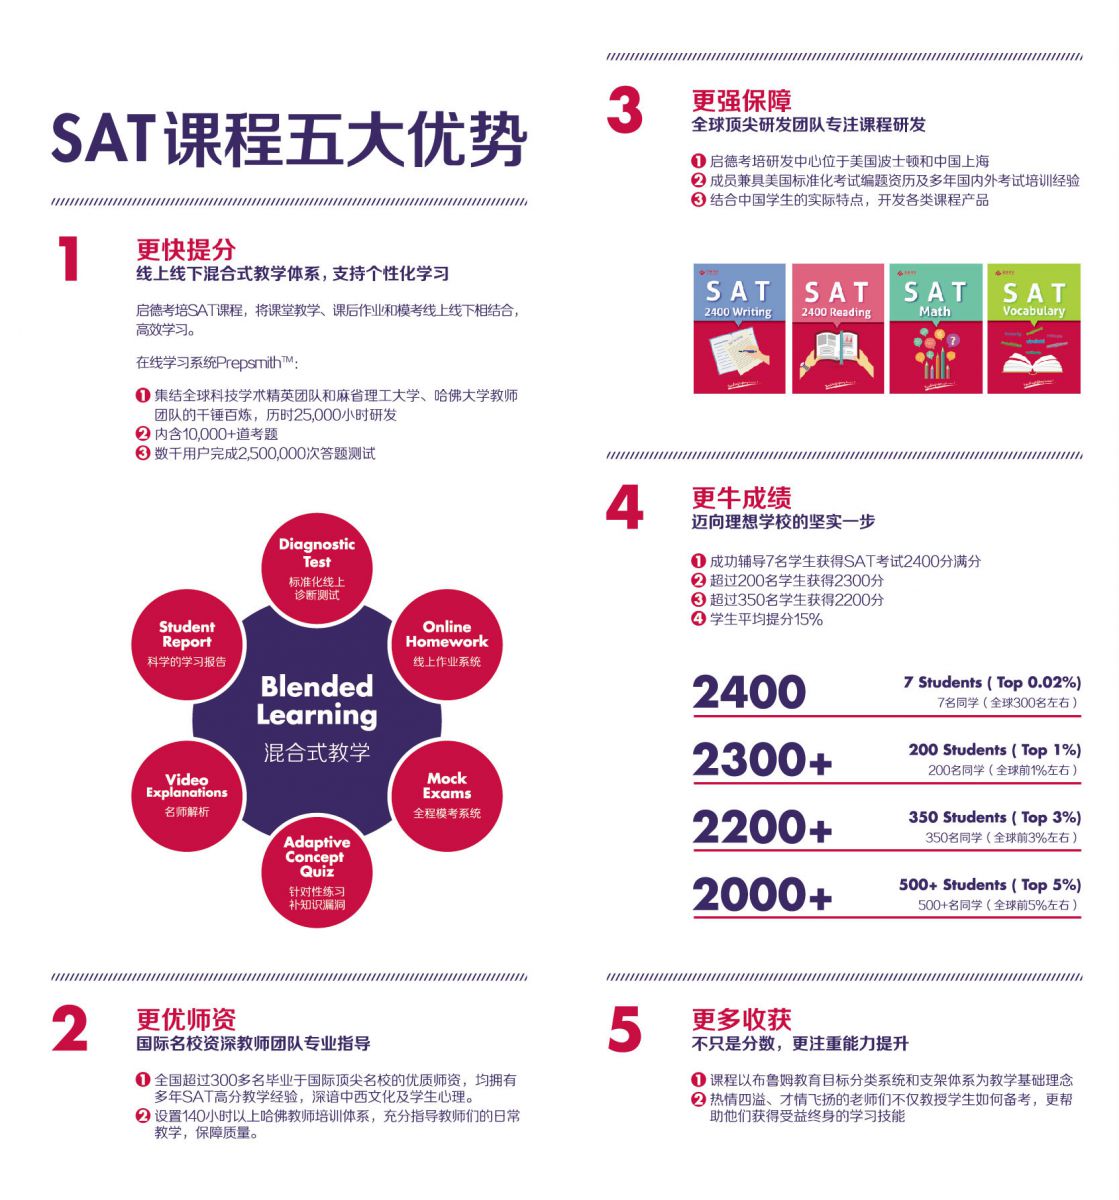 SAT课程五大优势
1
更快提分
线上线下混合式教学体系，支持个性化学习
启德考培SAT课程，将课堂教学、课后作业和模考线上线下相结合，
高效学习。
在线学习系统Prepsmith™：
❶ 集结全球科技学术精英团队和麻省理工大学、哈佛大学教师
团队的千锤百炼，历时25,000小时研发
❷ 内含10,000+道考题
❸ 数千用户完成2,500,000次答题测试
Diagnostic
Test
标准化线上
诊断测试
Student
Report
科学的学习报告
Online
Homework
线上作业系统
Blended
Learning
混合式教学
Video
Explanations
名师解析
Mock
Exams
全程模考系统
Adaptive
Concept
Quiz
针对性练习
补知识漏洞
2
更优师资
国际名校资深教师团队专业指导
❶ 全国超过300多名毕业于国际顶尖名校的优质师资，均拥有
多年SAT高分教学经验，深谙中西文化及学生心理。
❷ 设置140小时以上哈佛教师培训体系，充分指导教师们的日常
教学，保障质量。
3
更强保障
全球顶尖研发团队专注课程研发
❶ 启德考培研发中心位于美国波士顿和中国上海
❷ 成员兼具美国标准化考试编题资历及多年国内外考试培训经验
❸ 结合中国学生的实际特点，开发各类课程产品
SAT
2400 Writing
SAT
2400 Reading
SAT
Math
SAT
Vocabulary
4
更牛成绩
迈向理想学校的坚实一步
❶ 成功辅导7名学生获得SAT考试2400分满分
❷ 超过200名学生获得2300分
❸ 超过350名学生获得2200分
❹ 学生平均提分15%
2400
7 Students ( Top 0.02%)
7名同学（全球300名左右）
2300+
200 Students ( Top 1%)
200名同学（全球前1%左右）
2200+
350 Students ( Top 3%)
350名同学（全球前3%左右）
2000+
500+ Students ( Top 5%)
500+名同学（全球前5%左右）
5
更多收获
不只是分数，更注重能力提升
❶ 课程以布鲁姆教育目标分类系统和支架体系为教学基础理念
❷ 热情四溢、才情飞扬的老师们不仅教授学生如何备考，更帮
助他们获得受益终身的学习技能